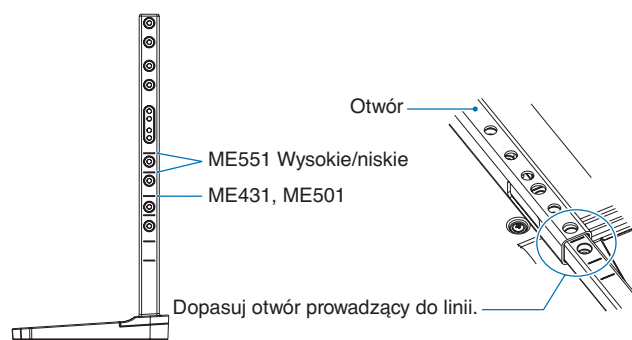 Otwór
ME551 Wysokie/niskie
ME431, ME501
Dopasuj otwór prowadzący do linii.